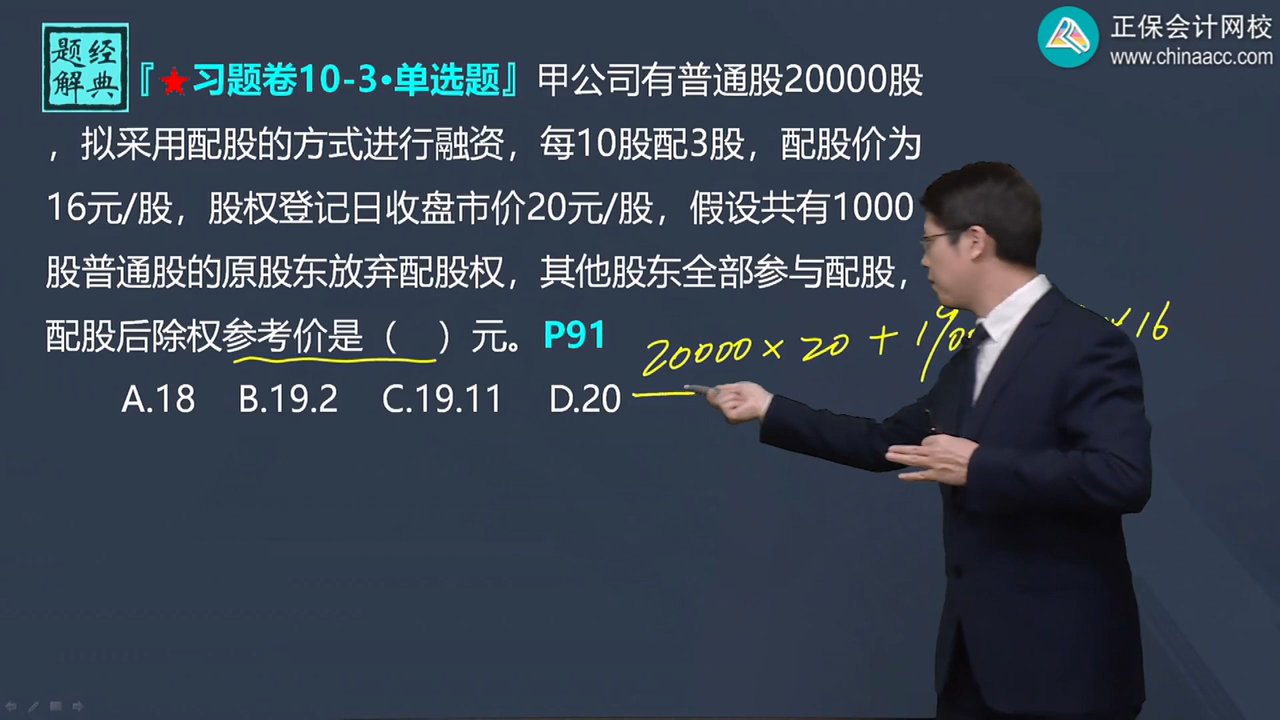 正保会计网校
www.chinaacc.com
经典题解
『★习题卷10-3•单选题』甲公司有普通股20000股
，拟采用配股的方式进行融资，每10股配3股，配股价为
16元/股，股权登记日收盘市价20元/股，假设共有1000
股普通股的原股东放弃配股权，其他股东全部参与配股，
配股后除权参考价是（ ）元。P91
20000×20+
16
A.18 B.19.2 C.19.11 D.20